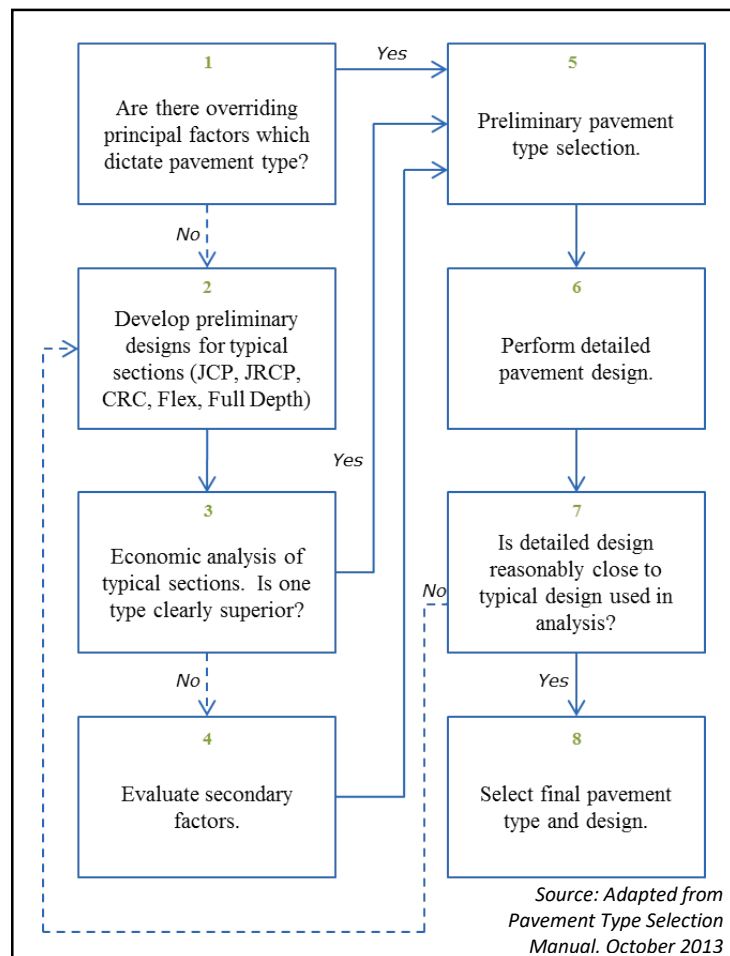 1
Are there overriding
principal factors which
dictate pavement type?
Yes
No
2
Develop preliminary
designs for typical
sections (JCP, JRCP,
CRC, Flex, Full Depth)
Yes
3
Economic analysis of
typical sections. Is one
type clearly superior?
No
4
Evaluate secondary
factors.
5
Preliminary pavement
type selection.
6
Perform detailed
pavement design.
7
Is detailed design
reasonably close to
typical design used in
analysis?
No
Yes
8
Select final pavement
type and design.
Source: Adapted from
Pavement Type Selection
Manual. October 2013